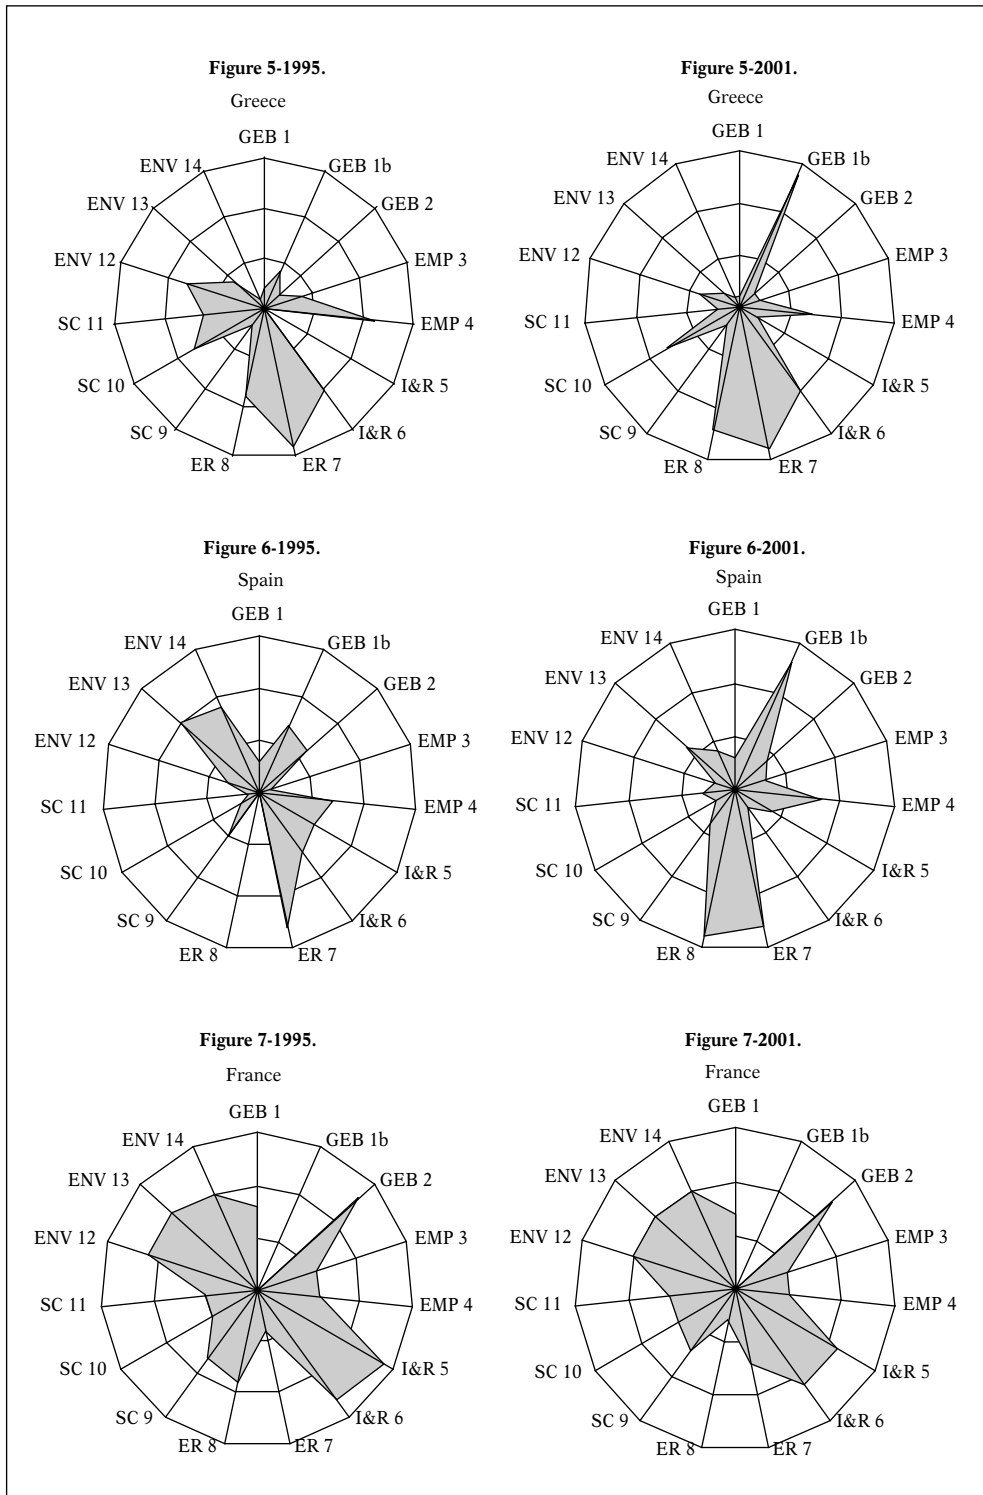 Figure 5-1995.
Greece
GEB 1
GEB 1b
GEB 2
EMP 3
EMP 4
I&R 5
I&R 6
ER 7
ER 8
SC 9
SC 10
SC 11
ENV 12
ENV 13
ENV 14
Figure 5-2001.
Greece
GEB 1
GEB 1b
GEB 2
EMP 3
EMP 4
I&R 5
I&R 6
ER 7
ER 8
SC 9
SC 10
SC 11
ENV 12
ENV 13
ENV 14
Figure 6-1995.
Spain
GEB 1
GEB 1b
GEB 2
EMP 3
EMP 4
I&R 5
I&R 6
ER 7
ER 8
SC 9
SC 10
SC 11
ENV 12
ENV 13
ENV 14
Figure 6-2001.
Spain
GEB 1
GEB 1b
GEB 2
EMP 3
EMP 4
I&R 5
I&R 6
ER 7
ER 8
SC 9
SC 10
SC 11
ENV 12
ENV 13
ENV 14
Figure 7-1995.
France
GEB 1
GEB 1b
GEB 2
EMP 3
EMP 4
I&R 5
I&R 6
ER 7
ER 8
SC 9
SC 10
SC 11
ENV 12
ENV 13
ENV 14
Figure 7-2001.
France
GEB 1
GEB 1b
GEB 2
EMP 3
EMP 4
I&R 5
I&R 6
ER 7
ER 8
SC 9
SC 10
SC 11
ENV 12
ENV 13
ENV 14